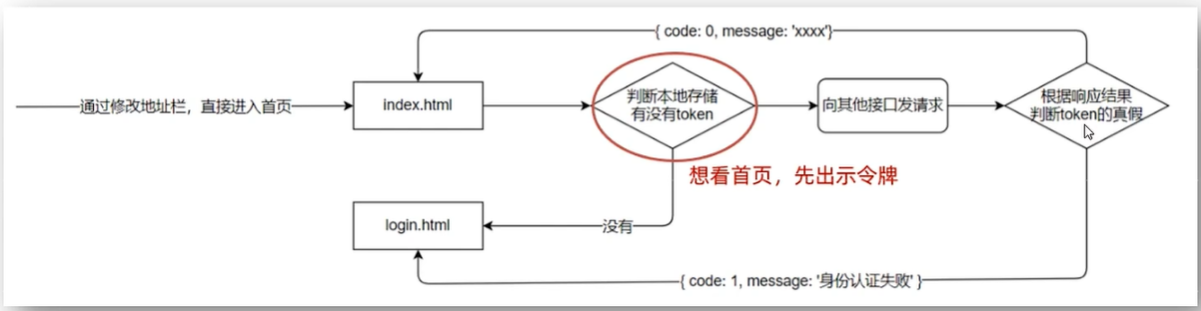 { code: 0, message: 'xxxx'}
通过修改地址栏，直接进入首页
index.html
判断本地存储
有没有token
向其他接口发请求
根据响应结果
判断token的真假
想看首页，先出示令牌
login.html
没有
{ code: 1, message: '身份认证失败' }